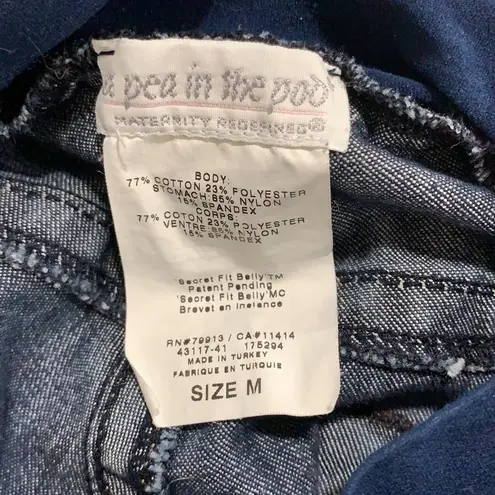 a pea in the pod
MATERNITY REDEFINED®
BODY:
77% COTTON 23% POLYESTER
STOMACH: 85% NYLON
15% SPANDEX
CORPS:
77% COTON 23% POLYESTER
VENTRE: 85% NYLON
15% SPANDEX
'Secret Fit Belly'™
Patent Pending
'Secret Fit Belly'MC
Brevet en instance
RN#79913 / CA#11414
43117-41 175294
MADE IN TURKEY
FABRIQUE EN TURQUIE
SIZE M